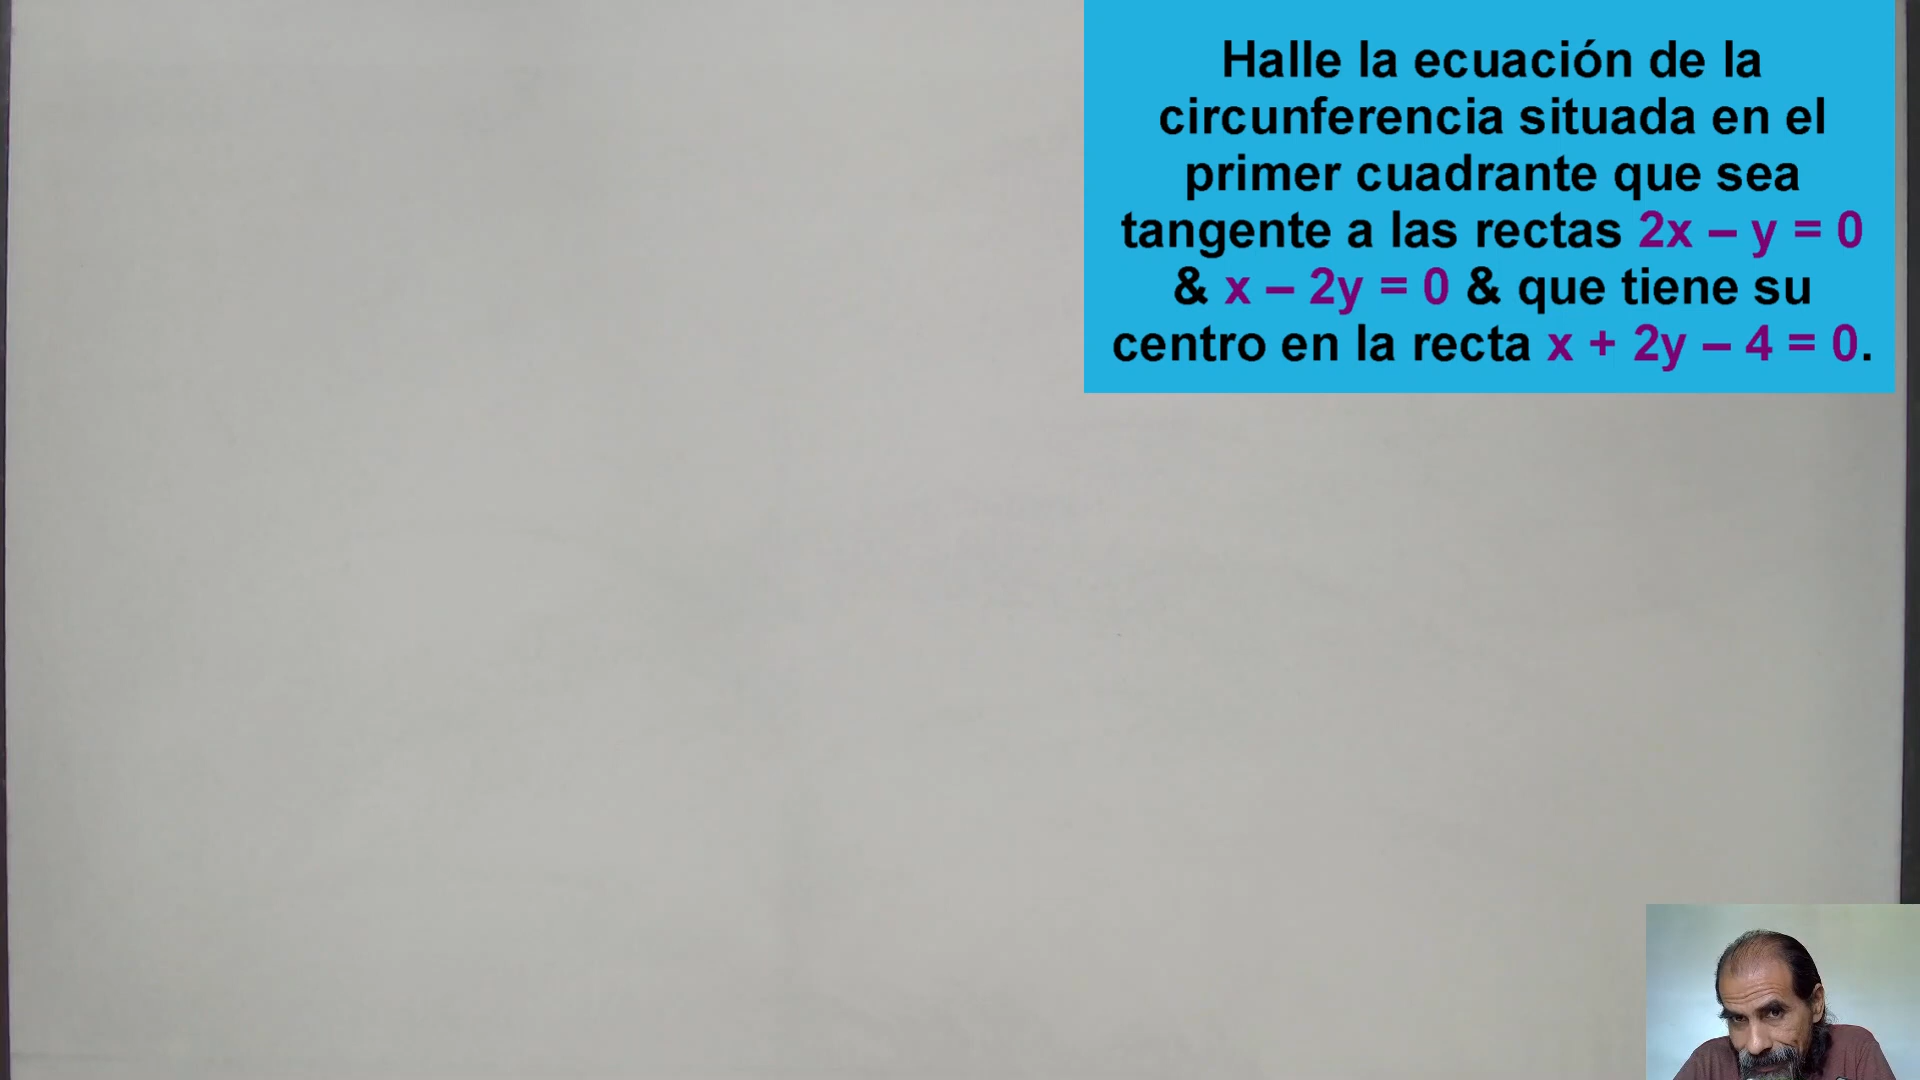 Halle la ecuación de la
circunferencia situada en el
primer cuadrante que sea
tangente a las rectas 2x – y = 0
& x – 2y = 0 & que tiene su
centro en la recta x + 2y – 4 = 0.